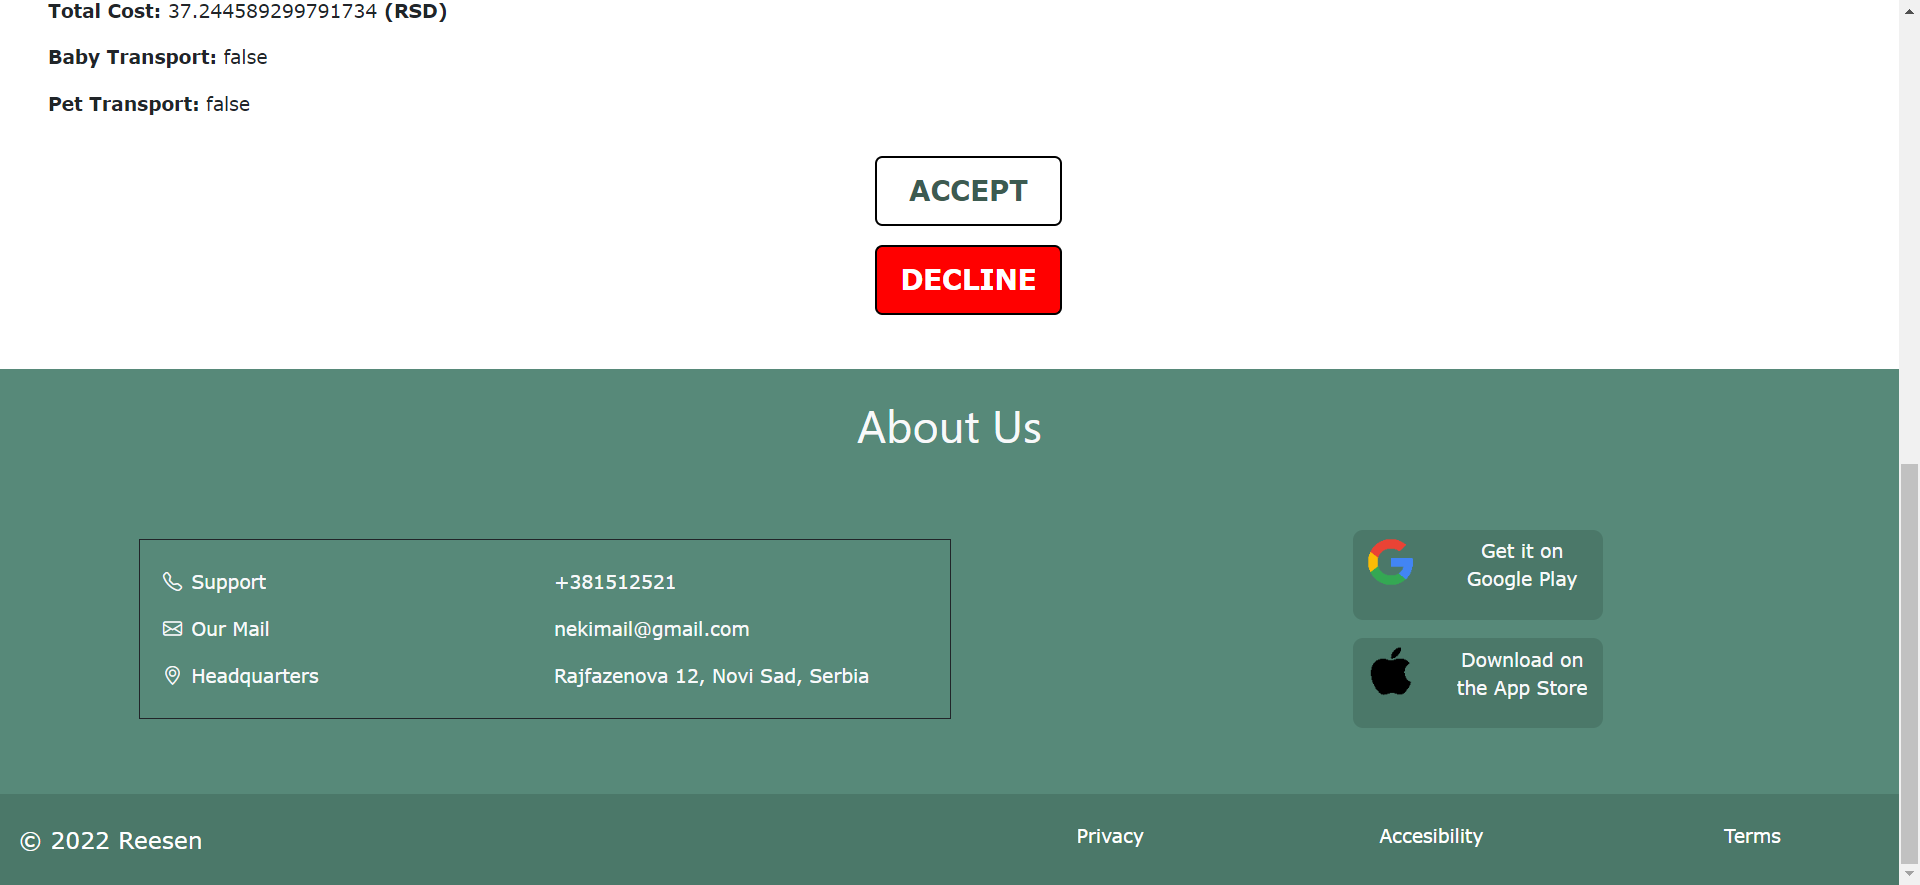 Total Cost: 37.244589299791734 (RSD)
Baby Transport: false
Pet Transport: false
ACCEPT
DECLINE
About Us
Support +381512521
Our Mail nekimail@gmail.com
Headquarters Rajfazenova 12, Novi Sad, Serbia
Get it on
Google Play
Download on
the App Store
© 2022 Reesen Privacy Accesibility Terms